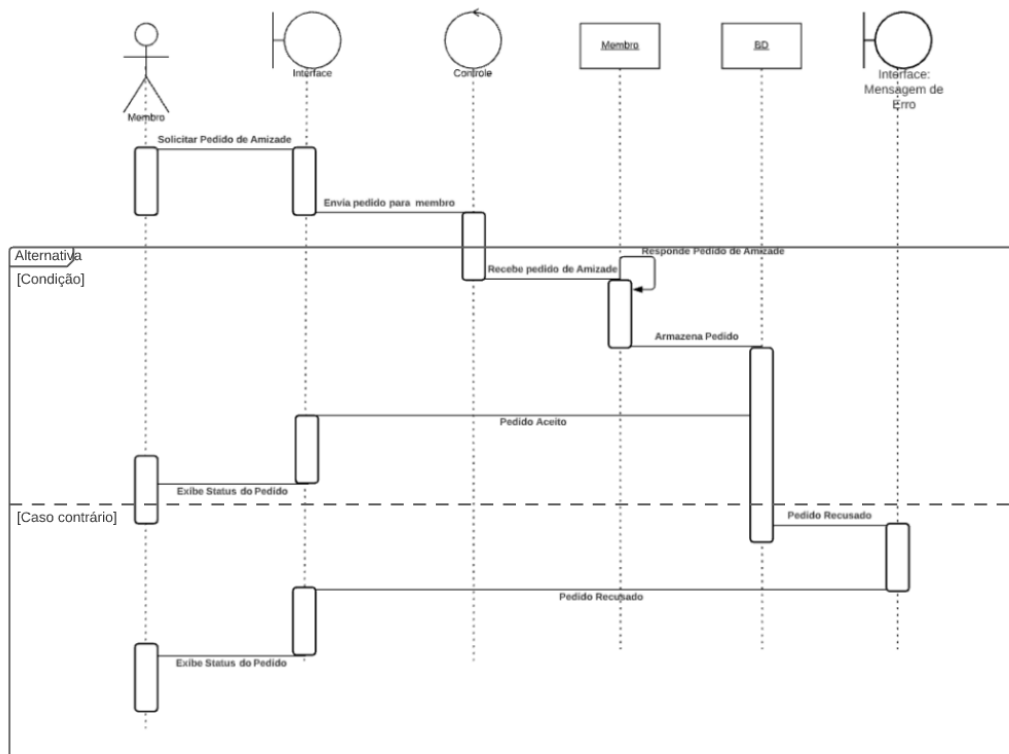 Membro
Interface
Controle
Membro
BD
Interface:
Mensagem de
Erro
Solicitar Pedido de Amizade
Envia pedido para membro
Alternativa
[Condição]
Responde Pedido de Amizade
Recebe pedido de Amizade
Armazena Pedido
Pedido Aceito
Exibe Status do Pedido
[Caso contrário]
Pedido Recusado
Pedido Recusado
Exibe Status do Pedido